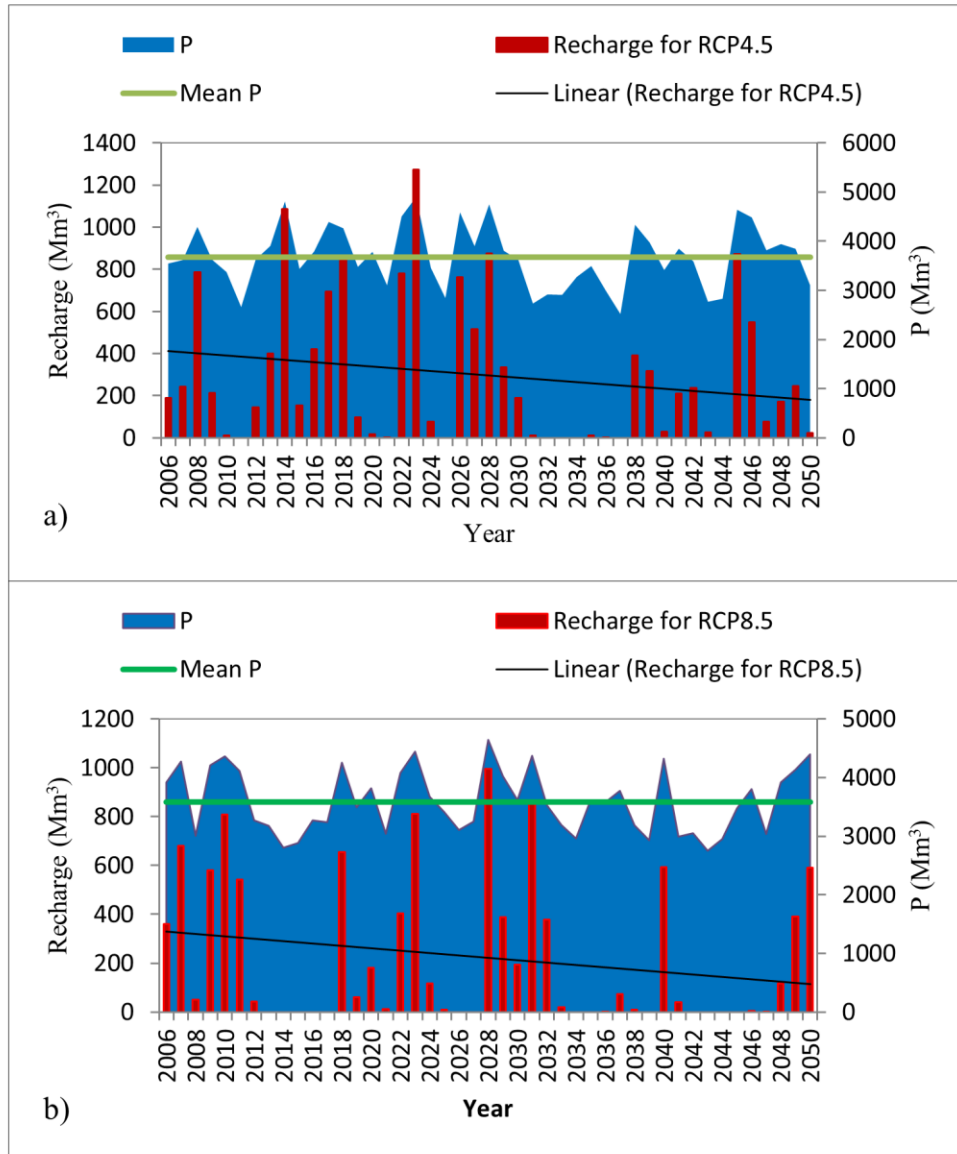 P Recharge for RCP4.5
Mean P Linear (Recharge for RCP4.5)
1400 6000
1200 5000
1000 4000
800 3000
600 2000
400 1000
200 0
0
Recharge (Mm³)
P (Mm³)
2006 2008 2010 2012 2014 2016 2018 2020 2022 2024 2026 2028 2030 2032 2034 2036 2038 2040 2042 2044 2046 2048 2050
a) Year
P Recharge for RCP8.5
Mean P Linear (Recharge for RCP8.5)
1200 5000
1000 4000
800 3000
600 2000
400 1000
200 0
0
Recharge (Mm³)
P (Mm³)
2006 2008 2010 2012 2014 2016 2018 2020 2022 2024 2026 2028 2030 2032 2034 2036 2038 2040 2042 2044 2046 2048 2050
b) Year